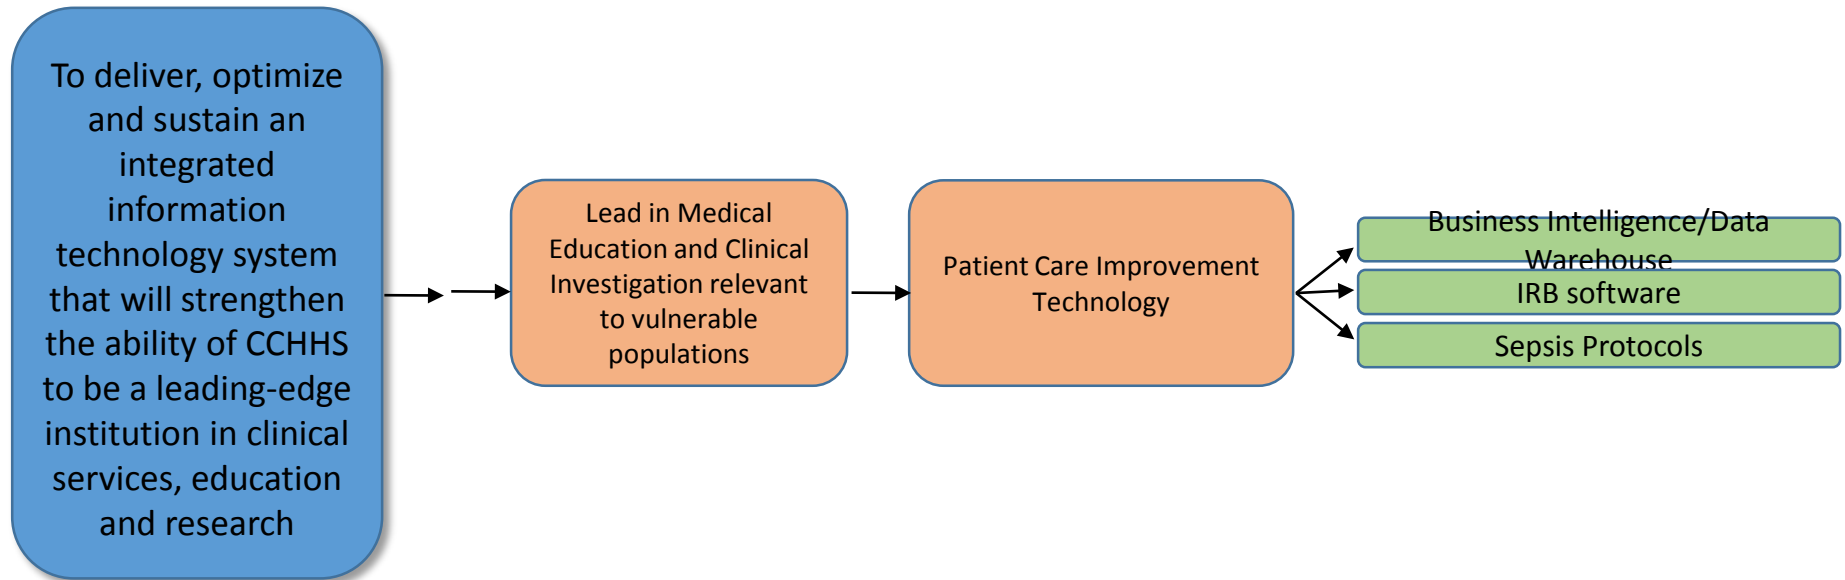 To deliver, optimize
and sustain an
integrated
information
technology system
that will strengthen
the ability of CCHHS
to be a leading-edge
institution in clinical
services, education
and research
Lead in Medical
Education and Clinical
Investigation relevant
to vulnerable
populations
Patient Care Improvement
Technology
Business Intelligence/Data
Warehouse
IRB software
Sepsis Protocols